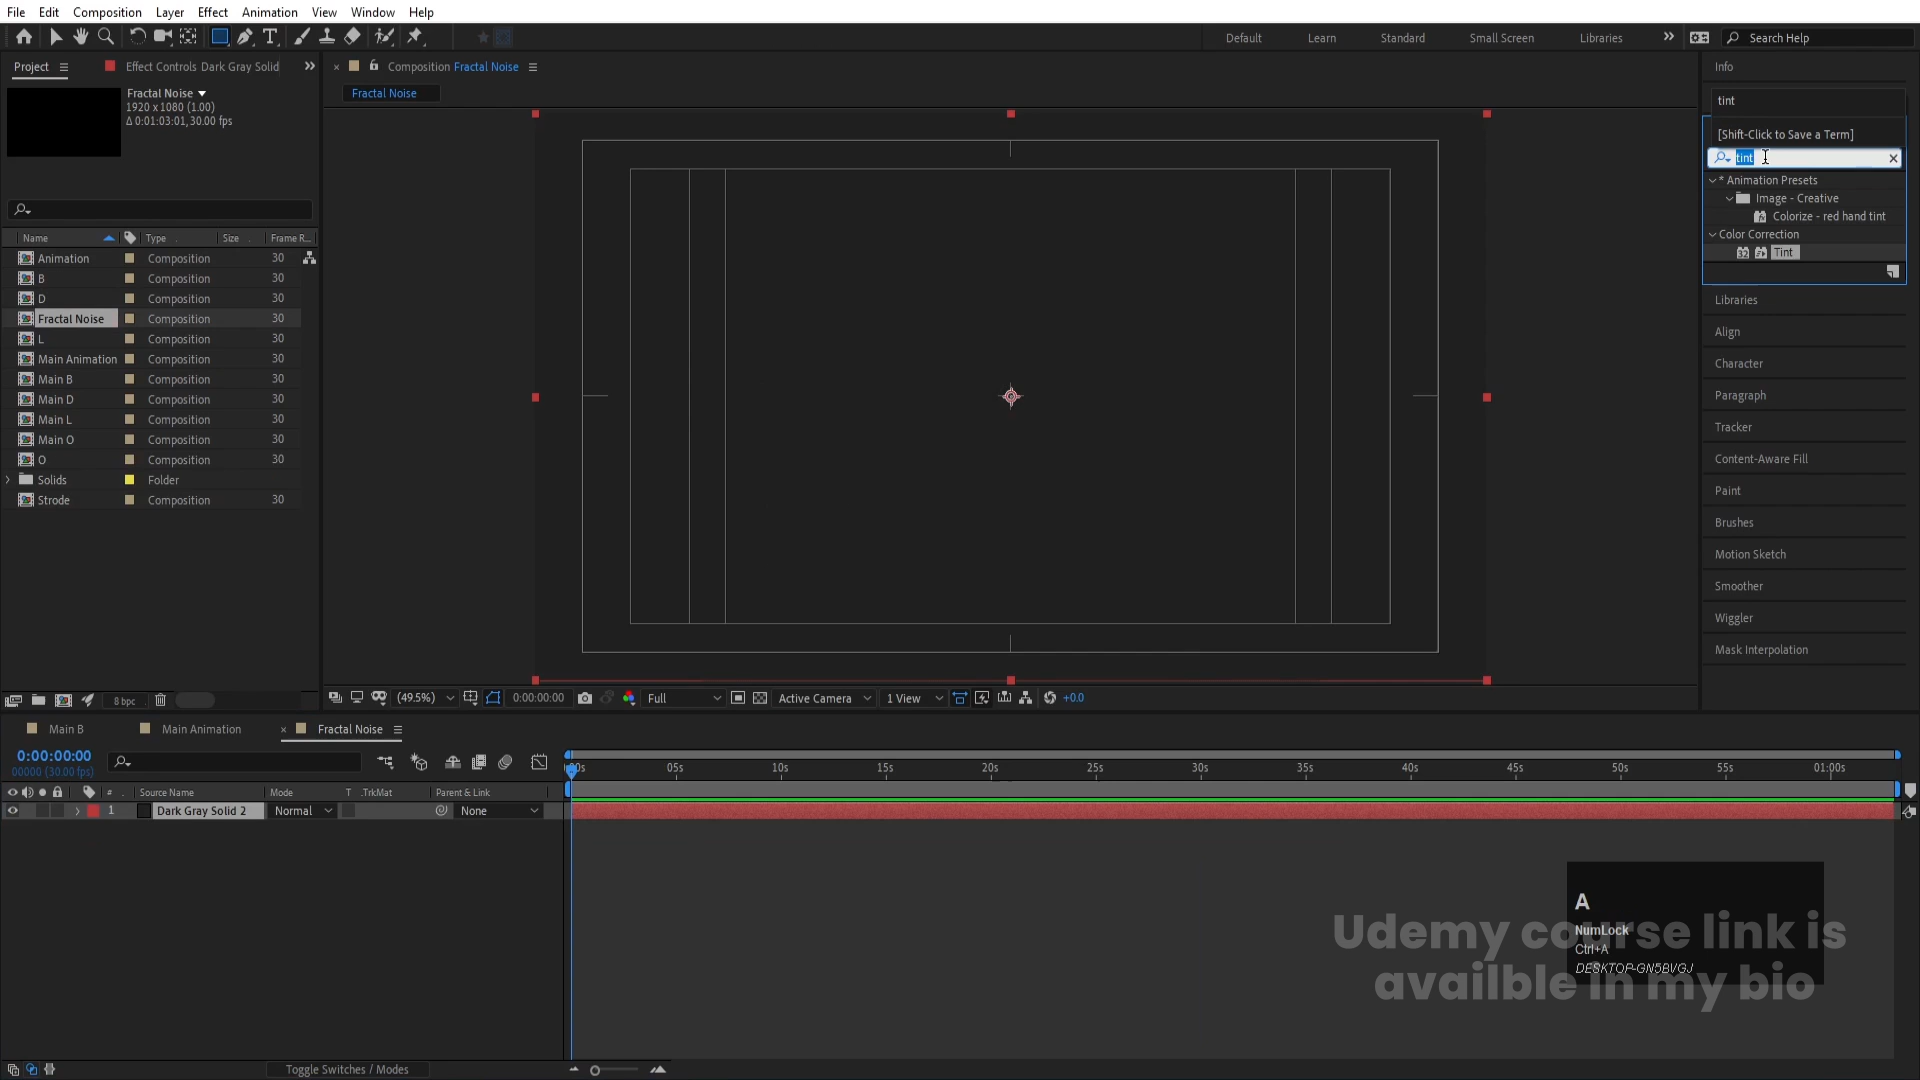 File Edit Composition Layer Effect Animation View Window Help
Default Learn Standard Small Screen Libraries Search Help
Project
Effect Controls Dark Gray Solid
Composition Fractal Noise
Fractal Noise
Fractal Noise
1920 x 1080 (1.00)
Δ 0:01:03:01, 30.00 fps
Name Type Size Frame R...
Animation Composition 30
B Composition 30
D Composition 30
Fractal Noise Composition 30
L Composition 30
Main Animation Composition 30
Main B Composition 30
Main D Composition 30
Main L Composition 30
Main O Composition 30
O Composition 30
Solids Folder
Strode Composition 30
8 bpc
(49.5%) 0:00:00:00 Full Active Camera 1 View +0.0
Info
tint
[Shift-Click to Save a Term]
tint
* Animation Presets
Image - Creative
Colorize - red hand tint
Color Correction
32 Tint
Libraries
Align
Character
Paragraph
Tracker
Content-Aware Fill
Paint
Brushes
Motion Sketch
Smoother
Wiggler
Mask Interpolation
Main B Main Animation Fractal Noise
0:00:00:00
00000 (30.00 fps)
05s 10s 15s 20s 25s 30s 35s 40s 45s 50s 55s 01:00s
# Source Name Mode T .TrkMat Parent & Link
1 Dark Gray Solid 2 Normal None
A
NumLock
Ctrl+A
DESKTOP-GN5BVGJ
Udemy course link is
availble in my bio
Toggle Switches / Modes